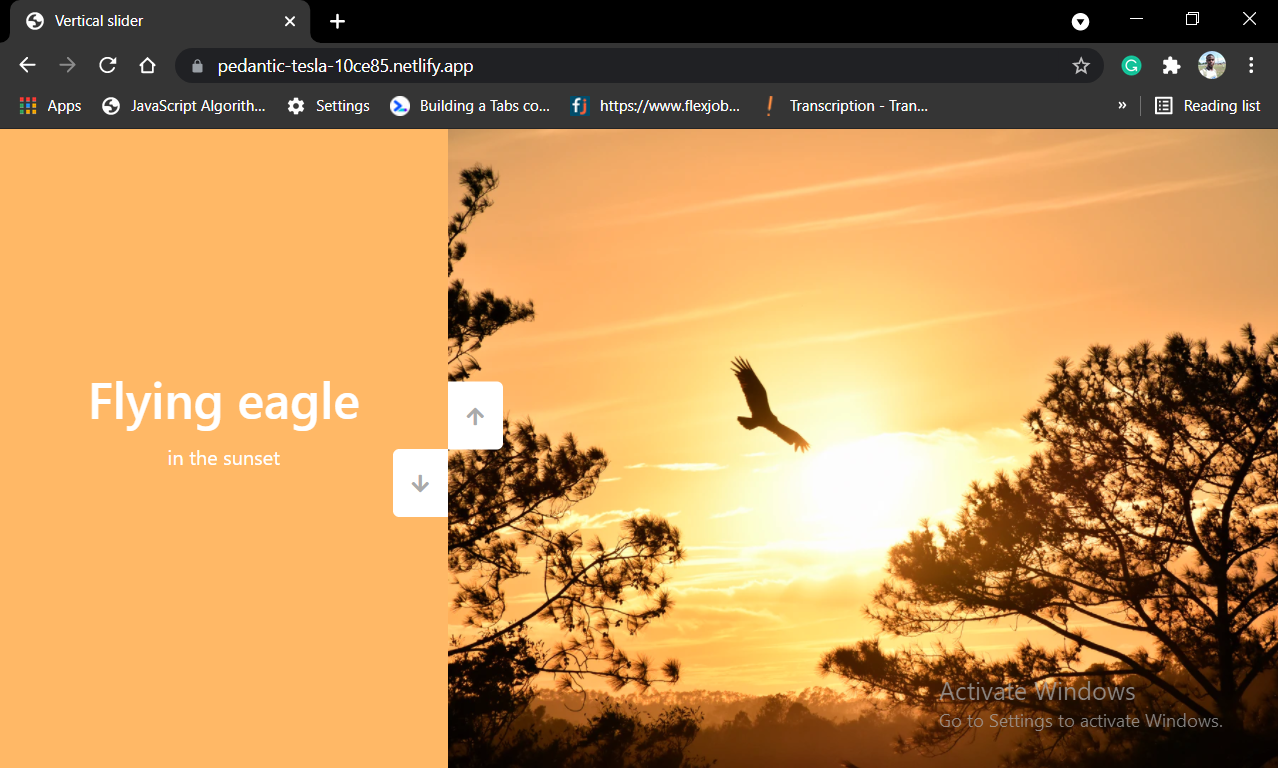 Vertical slider
pedantic-tesla-10ce85.netlify.app
Apps
JavaScript Algorith...
Settings
Building a Tabs co...
https://www.flexjob...
Transcription - Tran...
»
Reading list
Flying eagle
in the sunset
Activate Windows
Go to Settings to activate Windows.